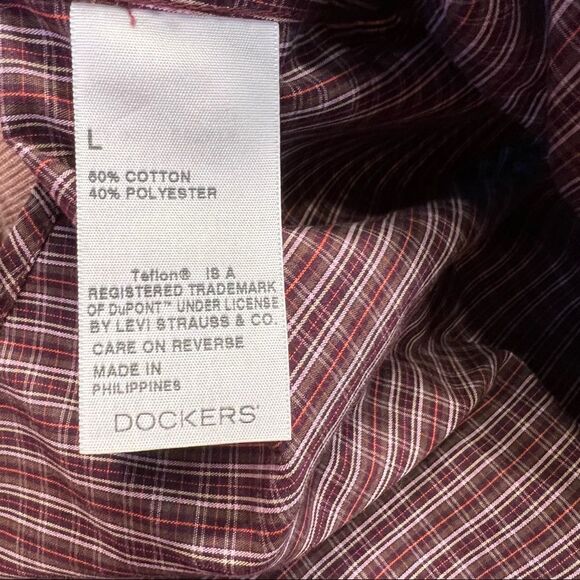 L
60% COTTON
40% POLYESTER
Teflon® IS A
REGISTERED TRADEMARK
OF DuPONT™ UNDER LICENSE
BY LEVI STRAUSS & CO.
CARE ON REVERSE
MADE IN
PHILIPPINES
DOCKERS®